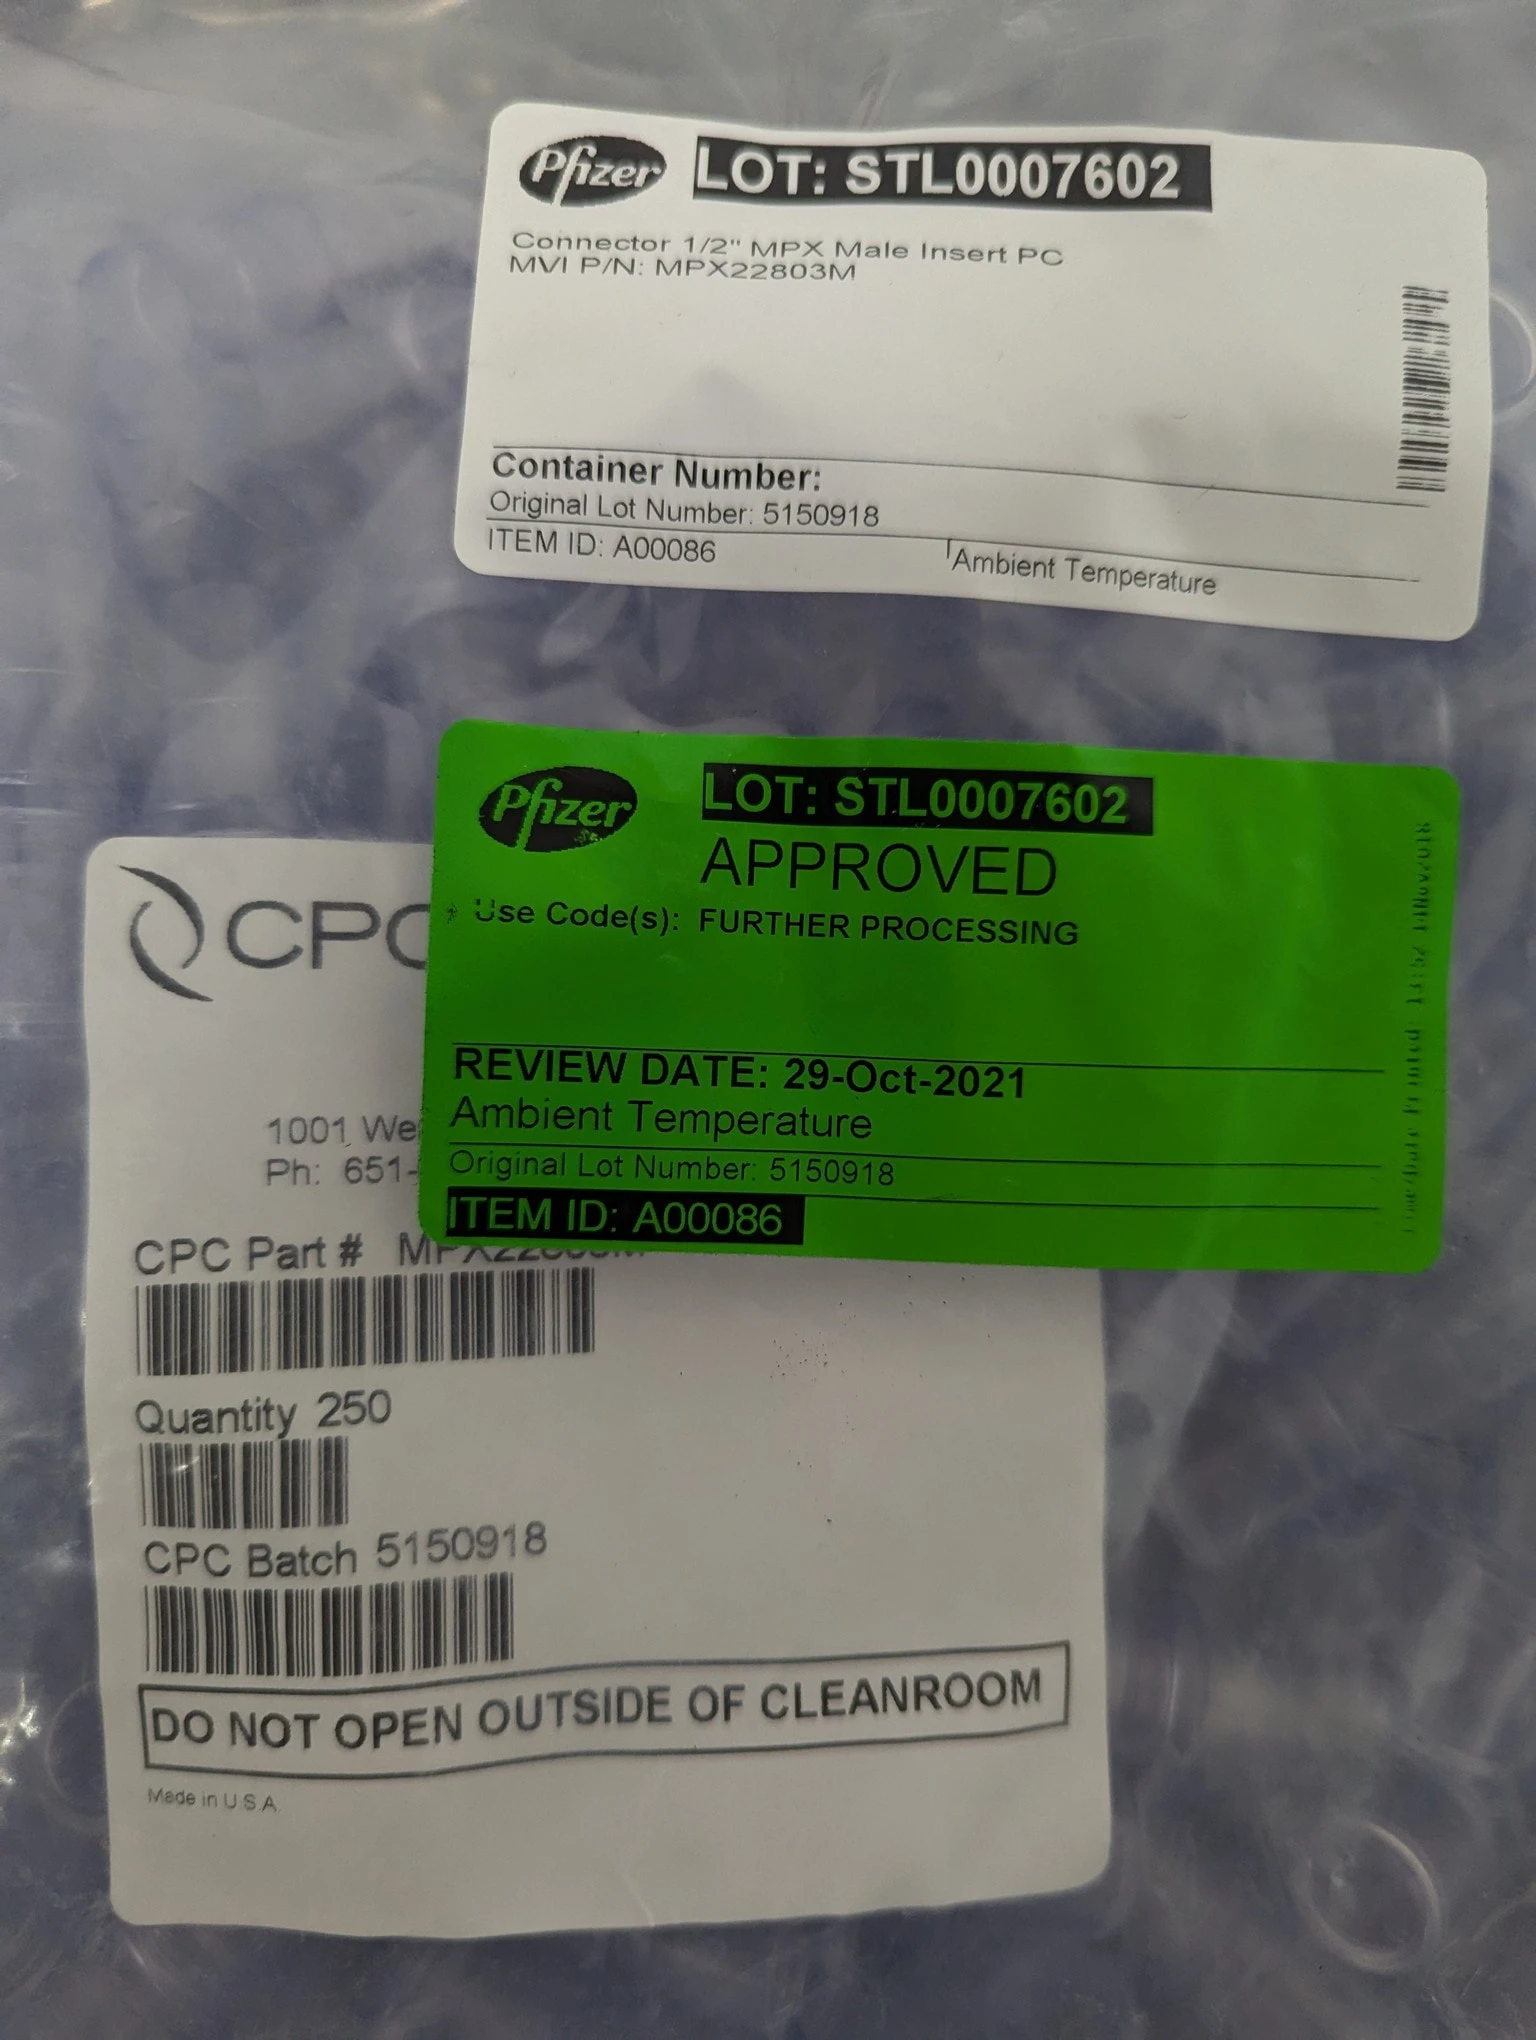 Pfizer LOT: STL0007602
Connector 1/2" MPX Male Insert PC
MVI P/N: MPX22803M
Container Number:
Original Lot Number: 5150918
ITEM ID: A00086 Ambient Temperature
Pfizer LOT: STL0007602
APPROVED
* Use Code(s): FURTHER PROCESSING
REVIEW DATE: 29-Oct-2021
Ambient Temperature
Original Lot Number: 5150918
ITEM ID: A00086
CPC
1001 We
Ph: 651-
CPC Part # MPX22803M
Quantity 250
CPC Batch 5150918
DO NOT OPEN OUTSIDE OF CLEANROOM
Made in U.S.A.